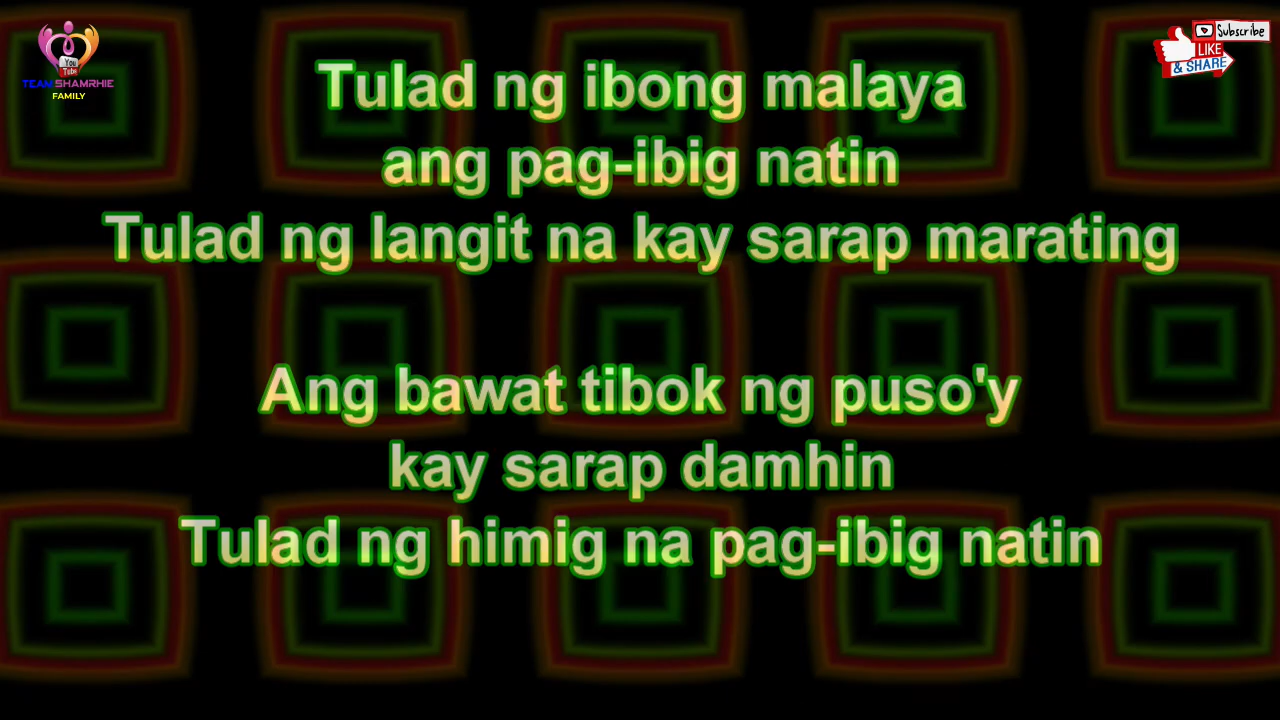 You
Tube
TEAM SHAMRHIE
FAMILY
Subscribe
LIKE
& SHARE
Tulad ng ibong malaya
ang pag-ibig natin
Tulad ng langit na kay sarap marating
Ang bawat tibok ng puso'y
kay sarap damhin
Tulad ng himig na pag-ibig natin